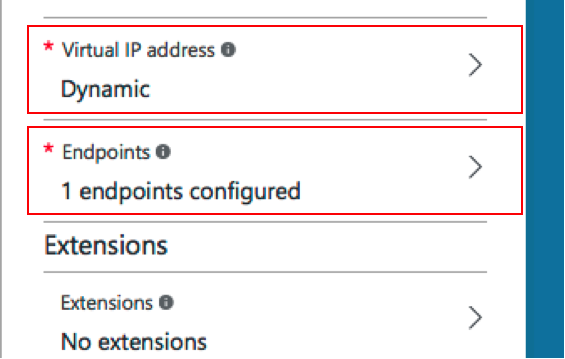 * Virtual IP address
Dynamic
* Endpoints
1 endpoints configured
Extensions
Extensions
No extensions